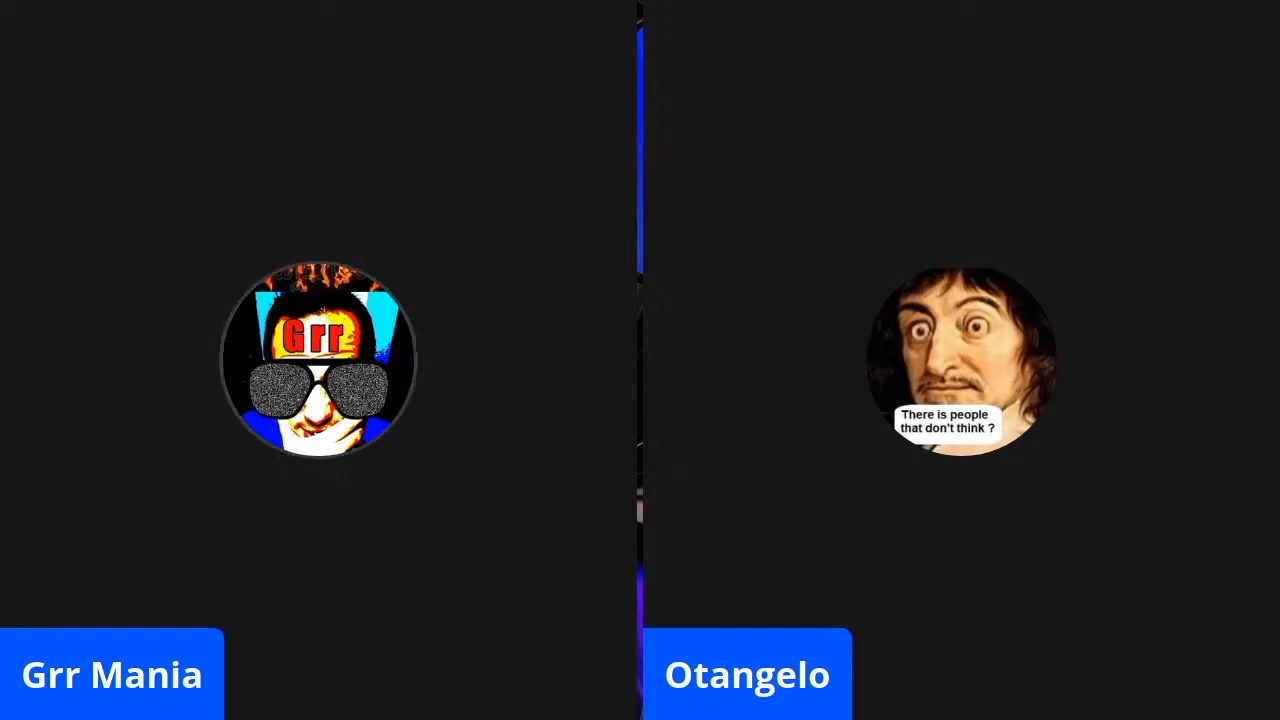 Grr
There is people
that don't think ?
Grr Mania
Otangelo